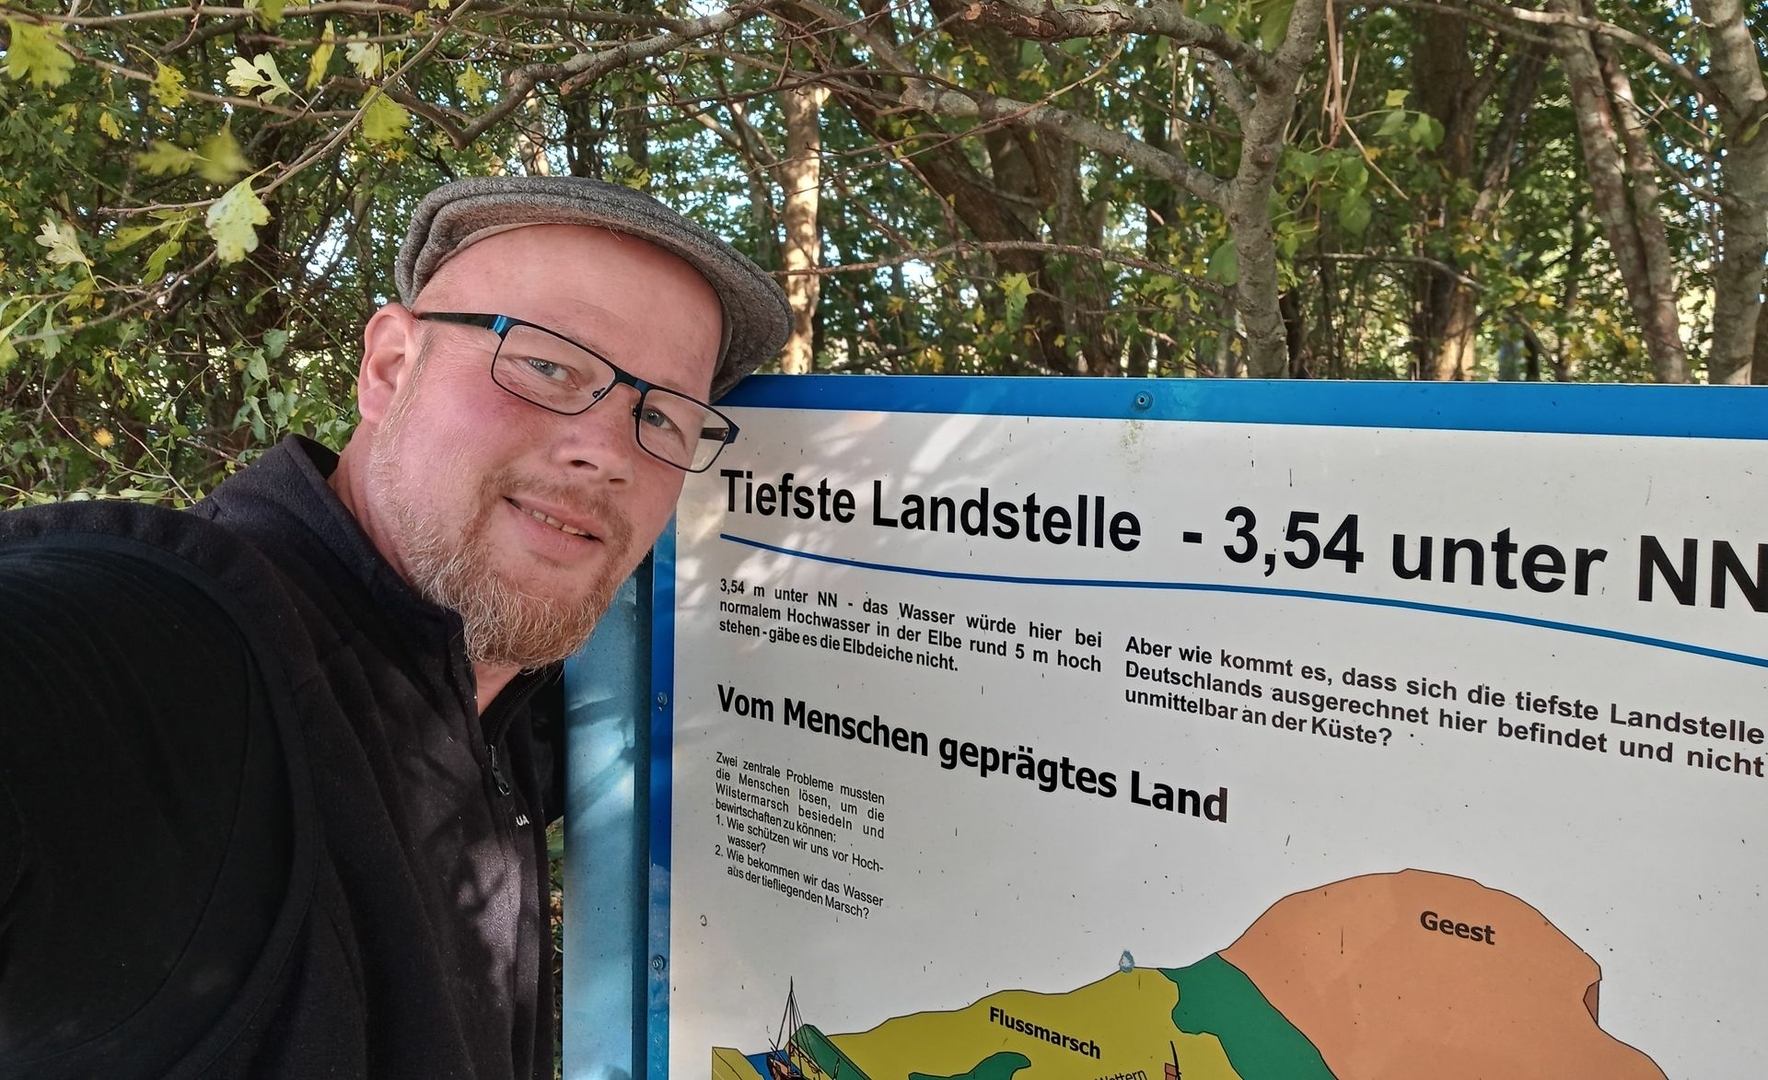 Tiefste Landstelle - 3,54 unter NN
3,54 m unter NN - das Wasser würde hier bei
normalem Hochwasser in der Elbe rund 5 m hoch
stehen - gäbe es die Elbdeiche nicht.
Aber wie kommt es, dass sich die tiefste Landstelle
Deutschlands ausgerechnet hier befindet und nicht
unmittelbar an der Küste?
Vom Menschen geprägtes Land
Zwei zentrale Probleme mussten
die Menschen lösen, um die
Wilstermarsch besiedeln und
bewirtschaften zu können:
1. Wie schützen wir uns vor Hoch-
wasser?
2. Wie bekommen wir das Wasser
aus der tiefliegenden Marsch?
Geest
Flussmarsch
Wettern
UA